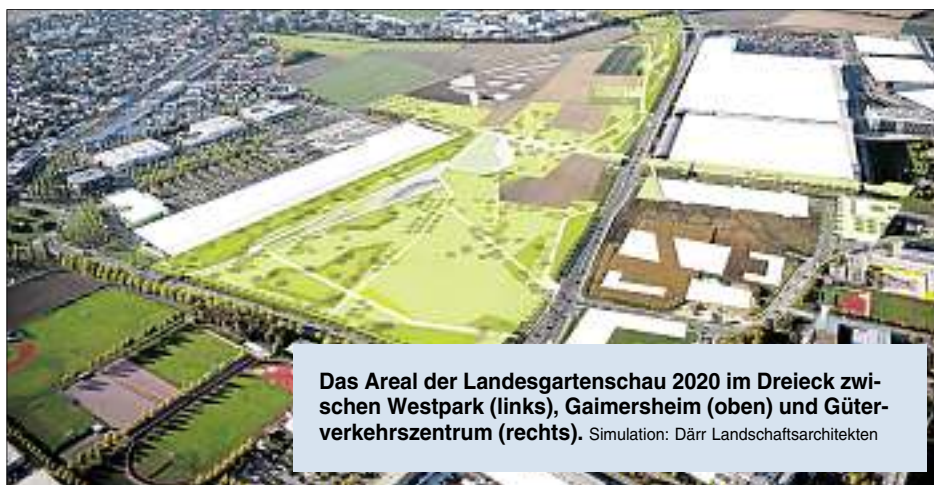 Das Areal der Landesgartenschau 2020 im Dreieck zwi-
schen Westpark (links), Gaimersheim (oben) und Güter-
verkehrszentrum (rechts). Simulation: Därr Landschaftsarchitekten